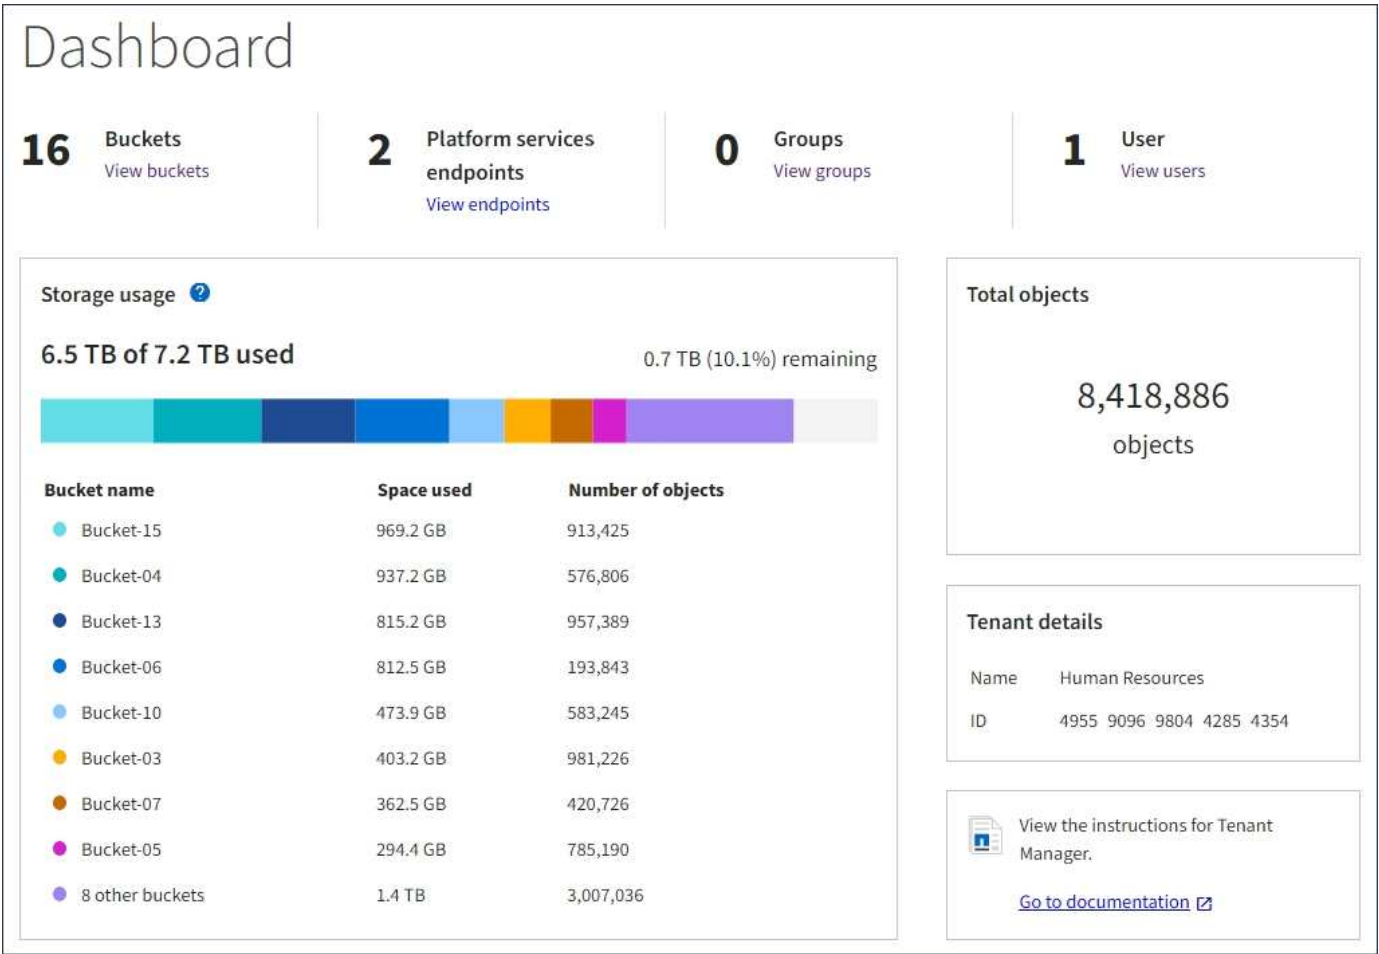 Dashboard
16 Buckets
View buckets
2 Platform services
endpoints
View endpoints
0 Groups
View groups
1 User
View users
Storage usage ?
6.5 TB of 7.2 TB used
0.7 TB (10.1%) remaining
Bucket name Space used Number of objects
Bucket-15 969.2 GB 913,425
Bucket-04 937.2 GB 576,806
Bucket-13 815.2 GB 957,389
Bucket-06 812.5 GB 193,843
Bucket-10 473.9 GB 583,245
Bucket-03 403.2 GB 981,226
Bucket-07 362.5 GB 420,726
Bucket-05 294.4 GB 785,190
8 other buckets 1.4 TB 3,007,036
Total objects
8,418,886
objects
Tenant details
Name Human Resources
ID 4955 9096 9804 4285 4354
View the instructions for Tenant
Manager.
Go to documentation